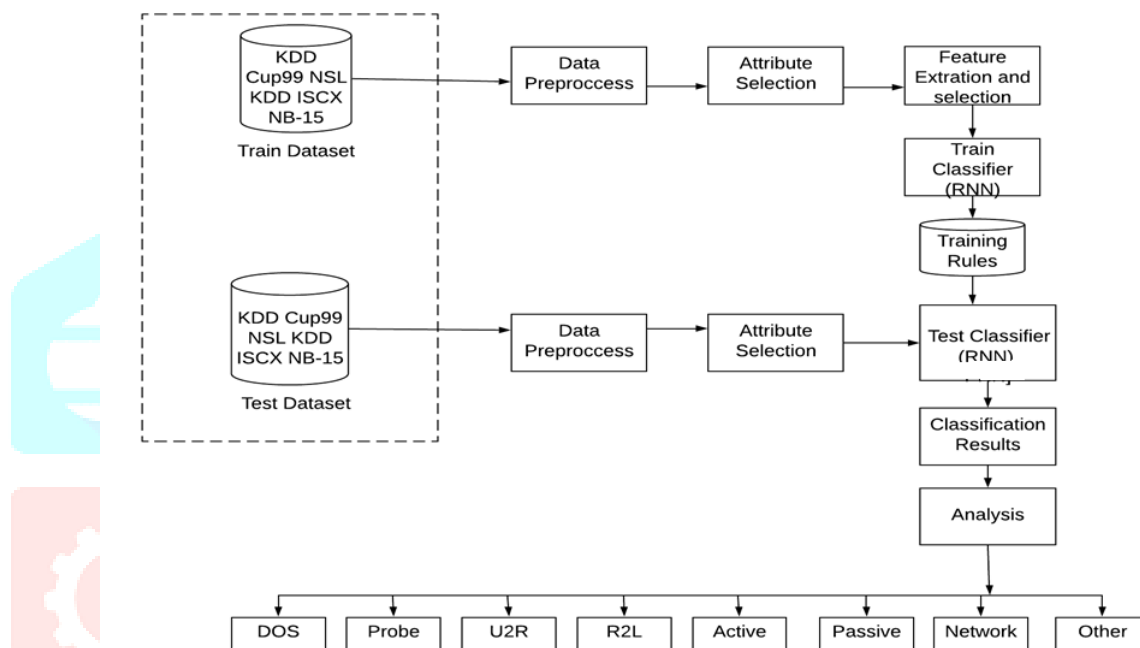 KDD
Cup99 NSL
KDD ISCX
NB-15
Train Dataset
Data
Preproccess
Attribute
Selection
Feature
Extration and
selection
Train
Classifier
(RNN)
Training
Rules
KDD Cup99
NSL KDD
ISCX NB-15
Test Dataset
Data
Preproccess
Attribute
Selection
Test Classifier
(RNN)
Classification
Results
Analysis
DOS
Probe
U2R
R2L
Active
Passive
Network
Other